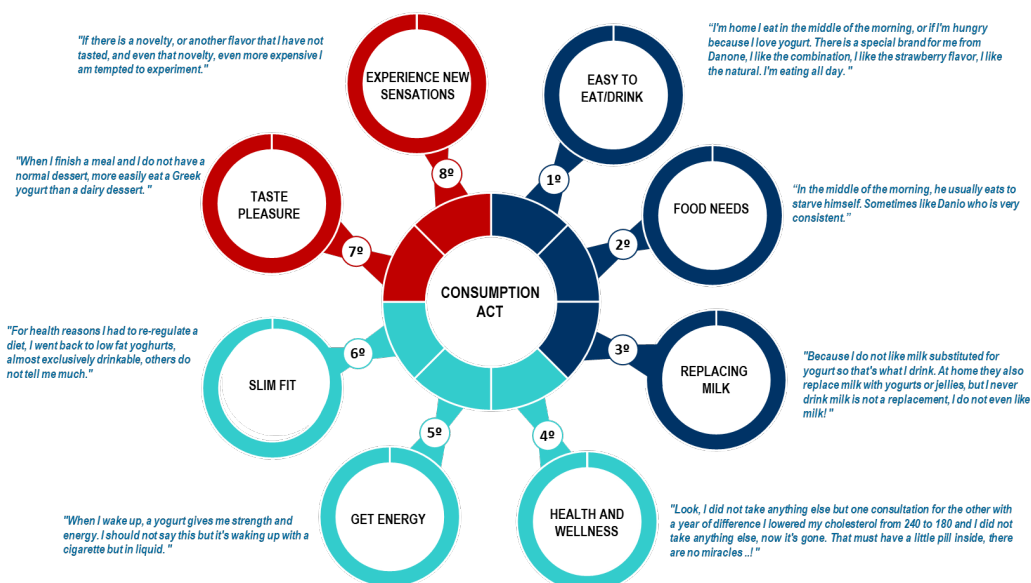 CONSUMPTION
ACT
1º
EASY TO
EAT/DRINK
“I'm home I eat in the middle of the morning, or if I'm hungry
because I love yogurt. There is a special brand for me from
Danone, I like the combination, I like the strawberry flavor, I like
the natural. I'm eating all day. "
2º
FOOD NEEDS
“In the middle of the morning, he usually eats to
starve himself. Sometimes like Danio who is very
consistent.”
3º
REPLACING
MILK
"Because I do not like milk substituted for
yogurt so that's what I drink. At home they also
replace milk with yogurts or jellies, but I never
drink milk is not a replacement, I do not even like
milk! "
4º
HEALTH AND
WELLNESS
"Look, I did not take anything else but one consultation for the other with
a year of difference I lowered my cholesterol from 240 to 180 and I did not
take anything else, now it's gone. That must have a little pill inside, there
are no miracles ..! "
5º
GET ENERGY
"When I wake up, a yogurt gives me strength and
energy. I should not say this but it's waking up with a
cigarette but in liquid. "
6º
SLIM FIT
"For health reasons I had to re-regulate a
diet, I went back to low fat yoghurts,
almost exclusively drinkable, others do
not tell me much."
7º
TASTE
PLEASURE
"When I finish a meal and I do not have a
normal dessert, more easily eat a Greek
yogurt than a dairy dessert. "
8º
EXPERIENCE NEW
SENSATIONS
"If there is a novelty, or another flavor that I have not
tasted, and even that novelty, even more expensive I
am tempted to experiment."